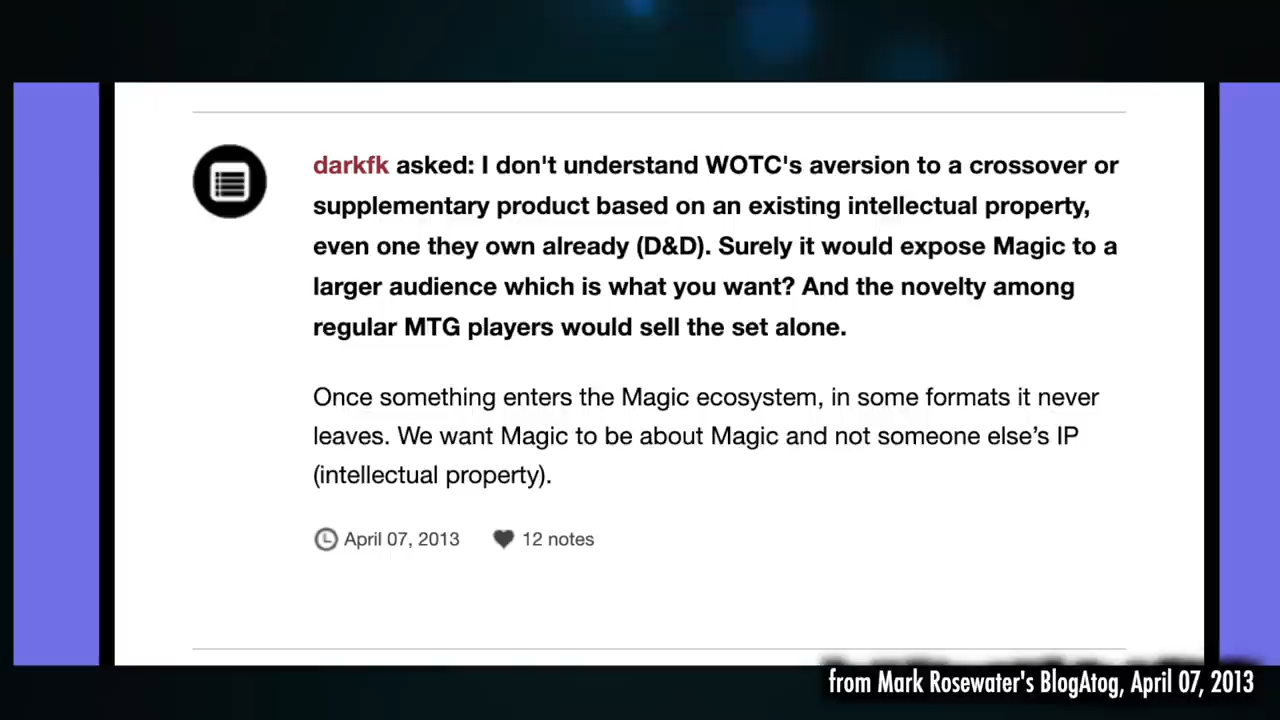 darkfk asked: I don't understand WOTC's aversion to a crossover or
supplementary product based on an existing intellectual property,
even one they own already (D&D). Surely it would expose Magic to a
larger audience which is what you want? And the novelty among
regular MTG players would sell the set alone.
Once something enters the Magic ecosystem, in some formats it never
leaves. We want Magic to be about Magic and not someone else’s IP
(intellectual property).
April 07, 2013 12 notes
from Mark Rosewater's BlogAtog, April 07, 2013